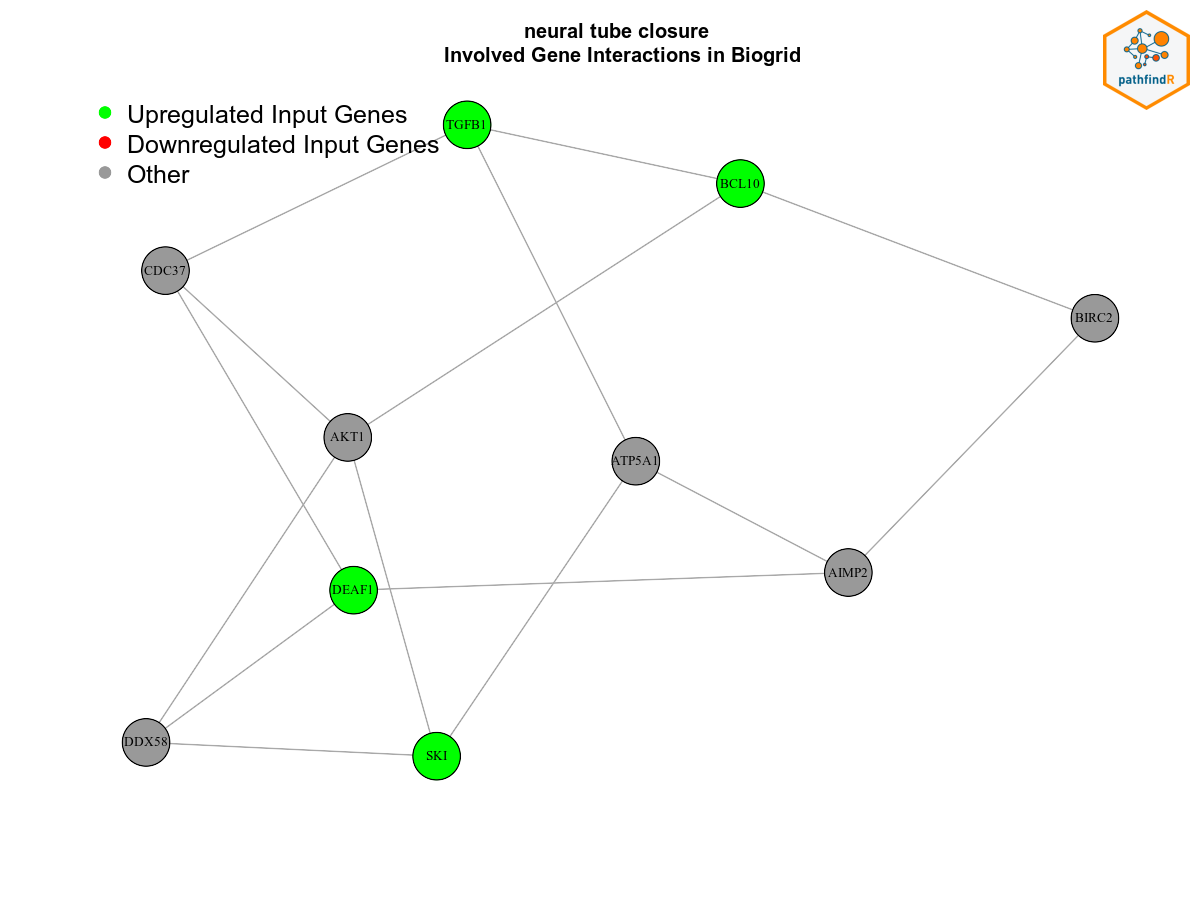 neural tube closure
Involved Gene Interactions in Biogrid
pathfindR
Upregulated Input Genes
Downregulated Input Genes
Other
TGFB1
BCL10
CDC37
BIRC2
AKT1
ATP5A1
AIMP2
DEAF1
DDX58
SKI